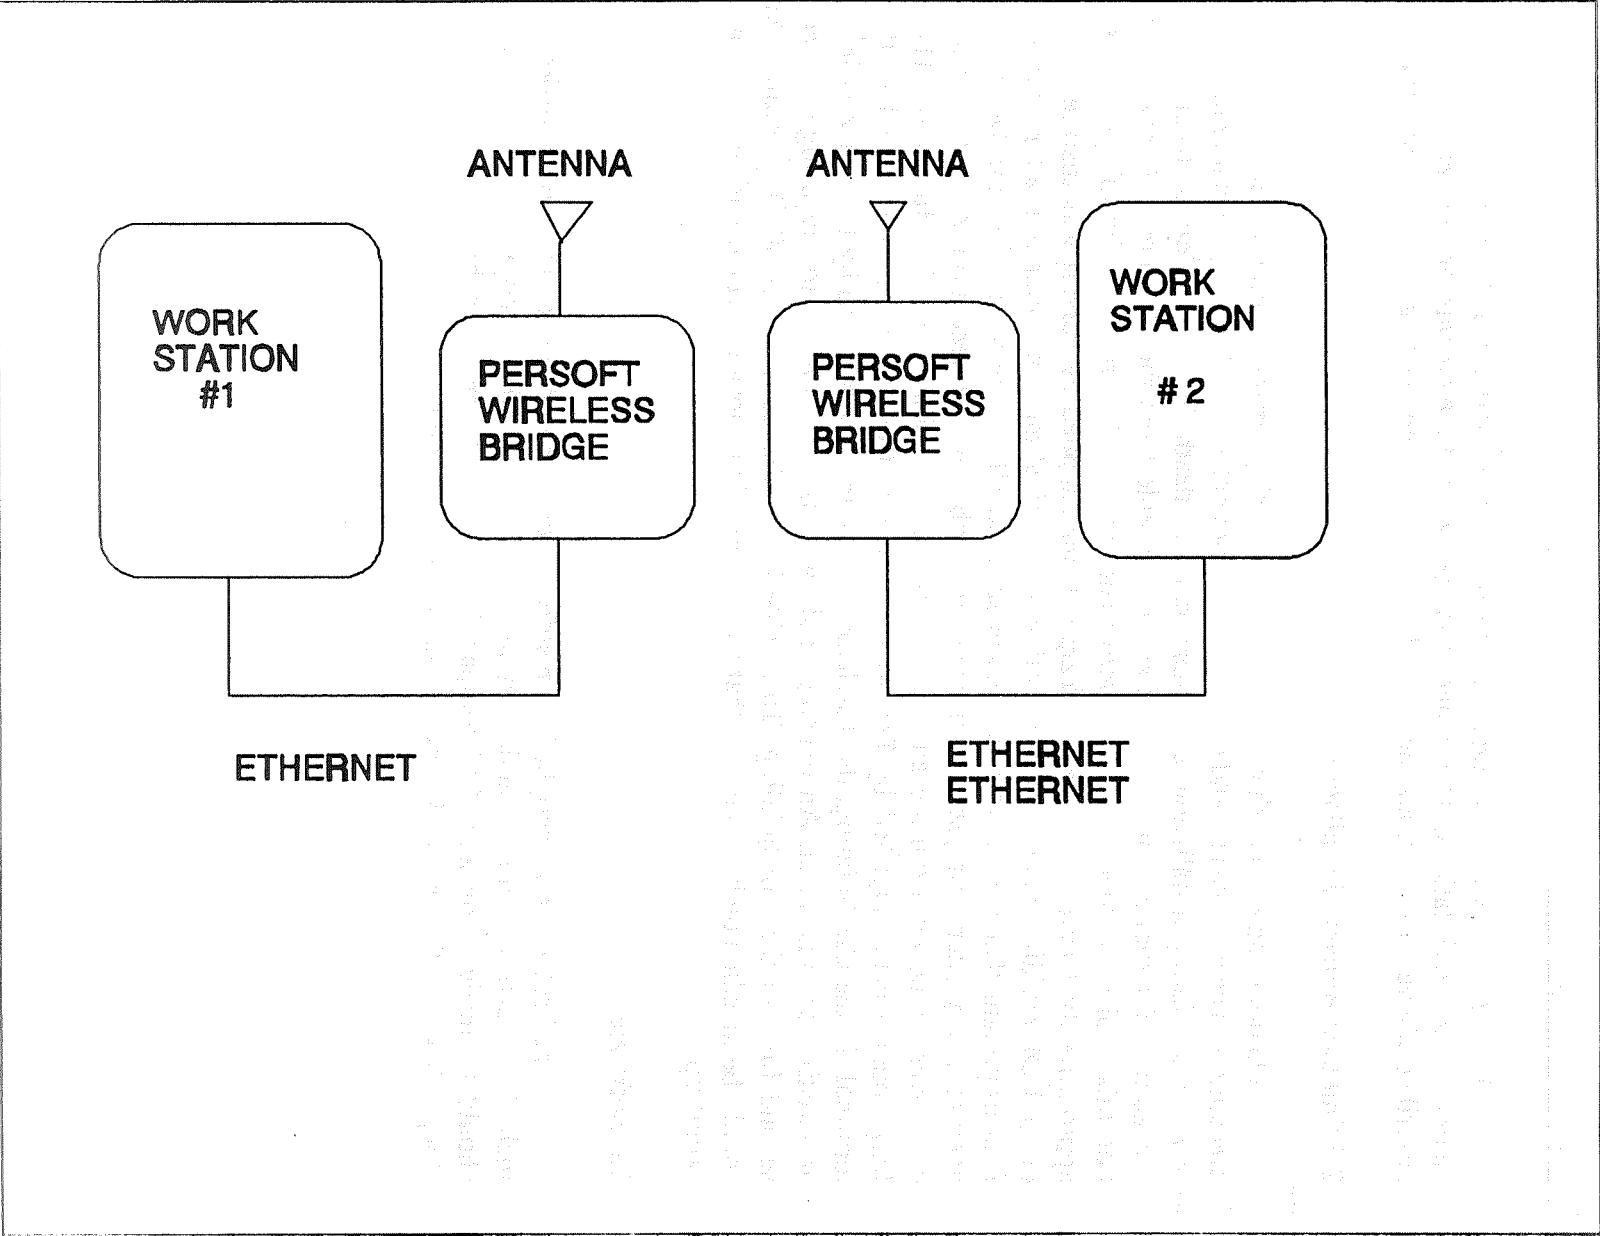 ANTENNA
ANTENNA
WORK
STATION
#1
PERSOFT
WIRELESS
BRIDGE
PERSOFT
WIRELESS
BRIDGE
WORK
STATION
# 2
ETHERNET
ETHERNET
ETHERNET